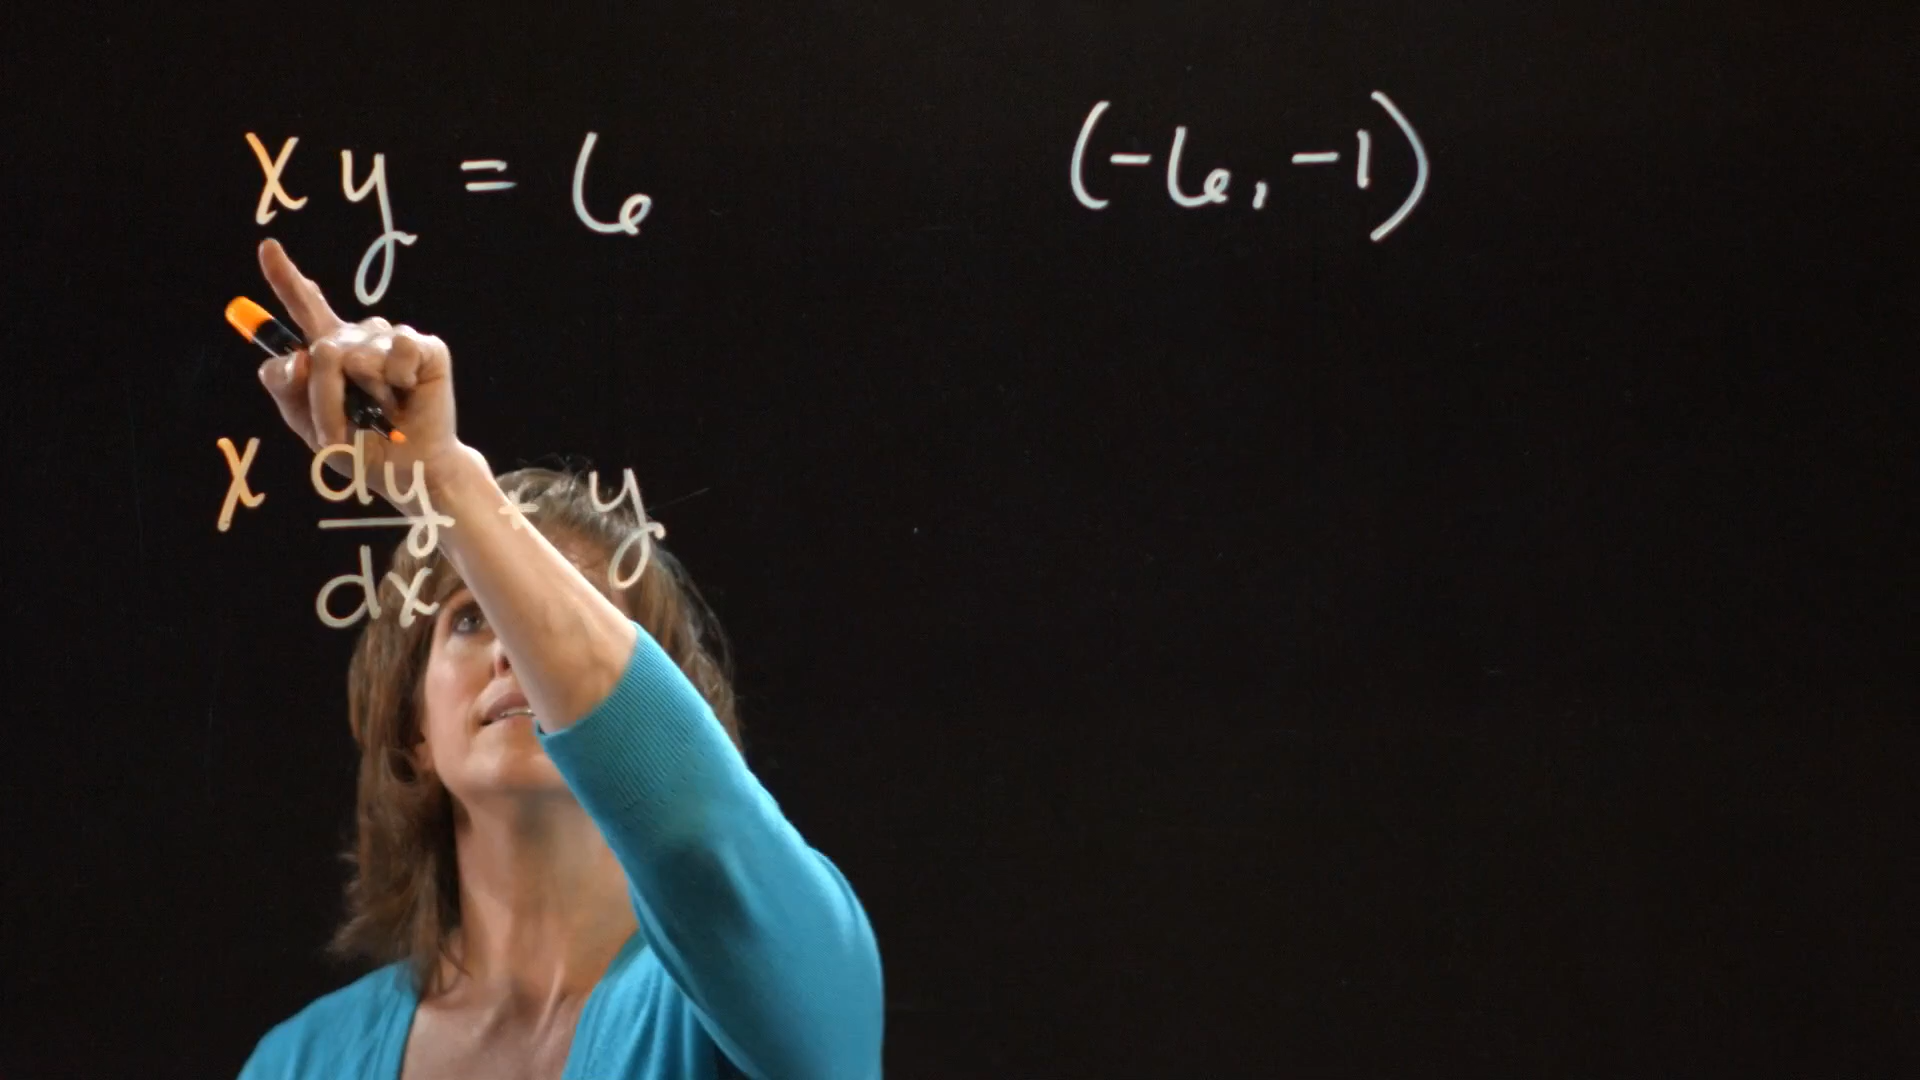 xy = 6
(-6, -1)
x dy/dx + y